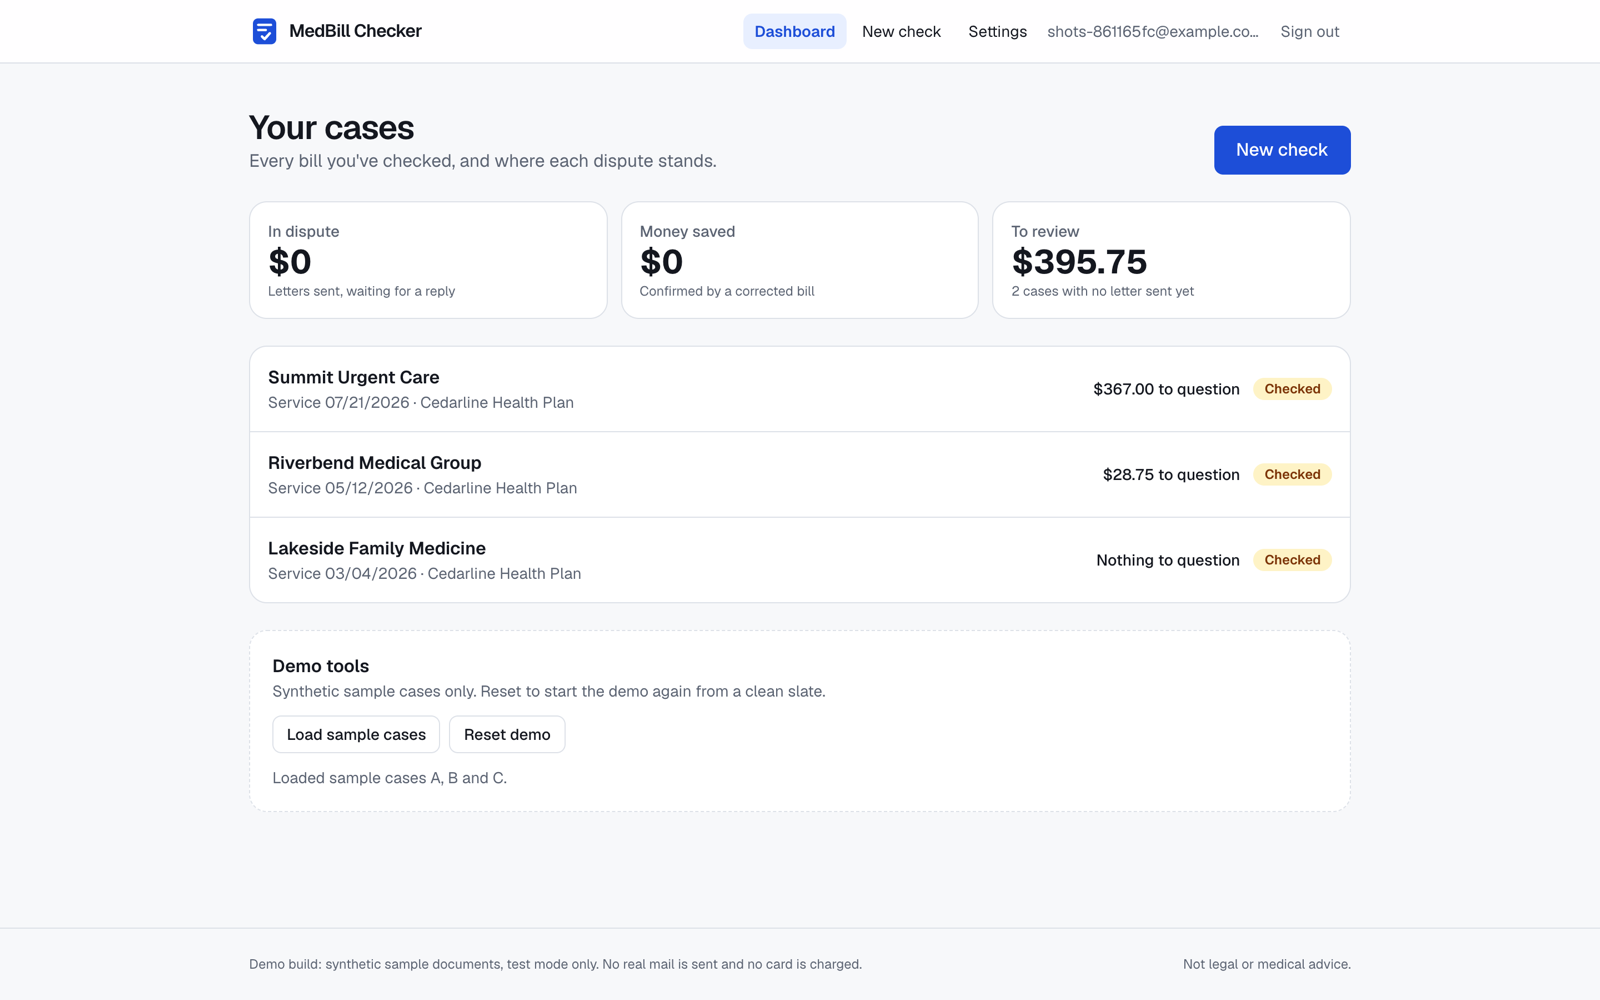 MedBill Checker
Dashboard
New check
Settings
shots-861165fc@example.co…
Sign out
Your cases
Every bill you've checked, and where each dispute stands.
New check
In dispute
$0
Letters sent, waiting for a reply
Money saved
$0
Confirmed by a corrected bill
To review
$395.75
2 cases with no letter sent yet
Summit Urgent Care
Service 07/21/2026 · Cedarline Health Plan
$367.00 to question
Checked
Riverbend Medical Group
Service 05/12/2026 · Cedarline Health Plan
$28.75 to question
Checked
Lakeside Family Medicine
Service 03/04/2026 · Cedarline Health Plan
Nothing to question
Checked
Demo tools
Synthetic sample cases only. Reset to start the demo again from a clean slate.
Load sample cases
Reset demo
Loaded sample cases A, B and C.
Demo build: synthetic sample documents, test mode only. No real mail is sent and no card is charged.
Not legal or medical advice.